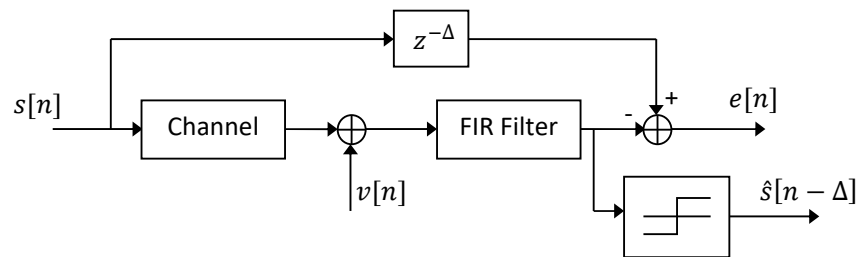 z^{-Δ}
s[n]
Channel
FIR Filter
-
+
e[n]
v[n]
ŝ[n − Δ]